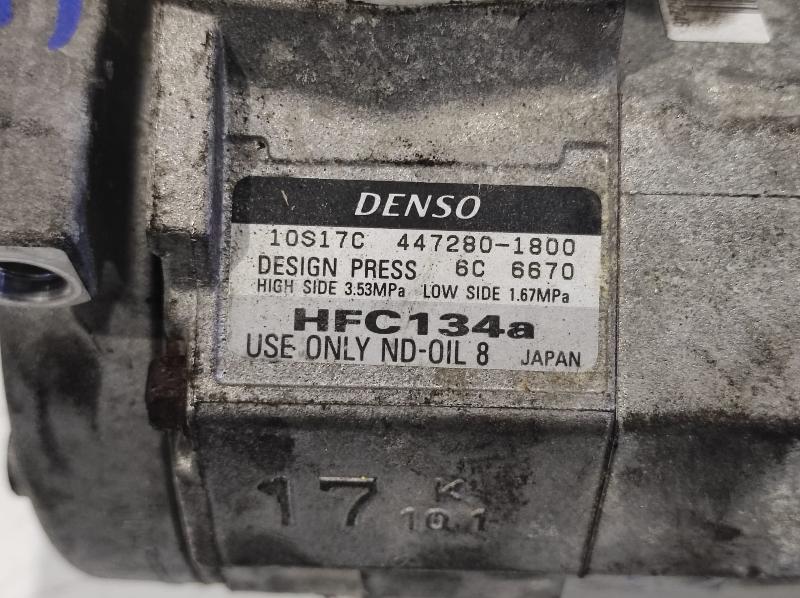 DENSO
10S17C 447280-1800
DESIGN PRESS 6C 6670
HIGH SIDE 3.53MPa LOW SIDE 1.67MPa
HFC134a
USE ONLY ND-OIL 8 JAPAN
17
K
10.1